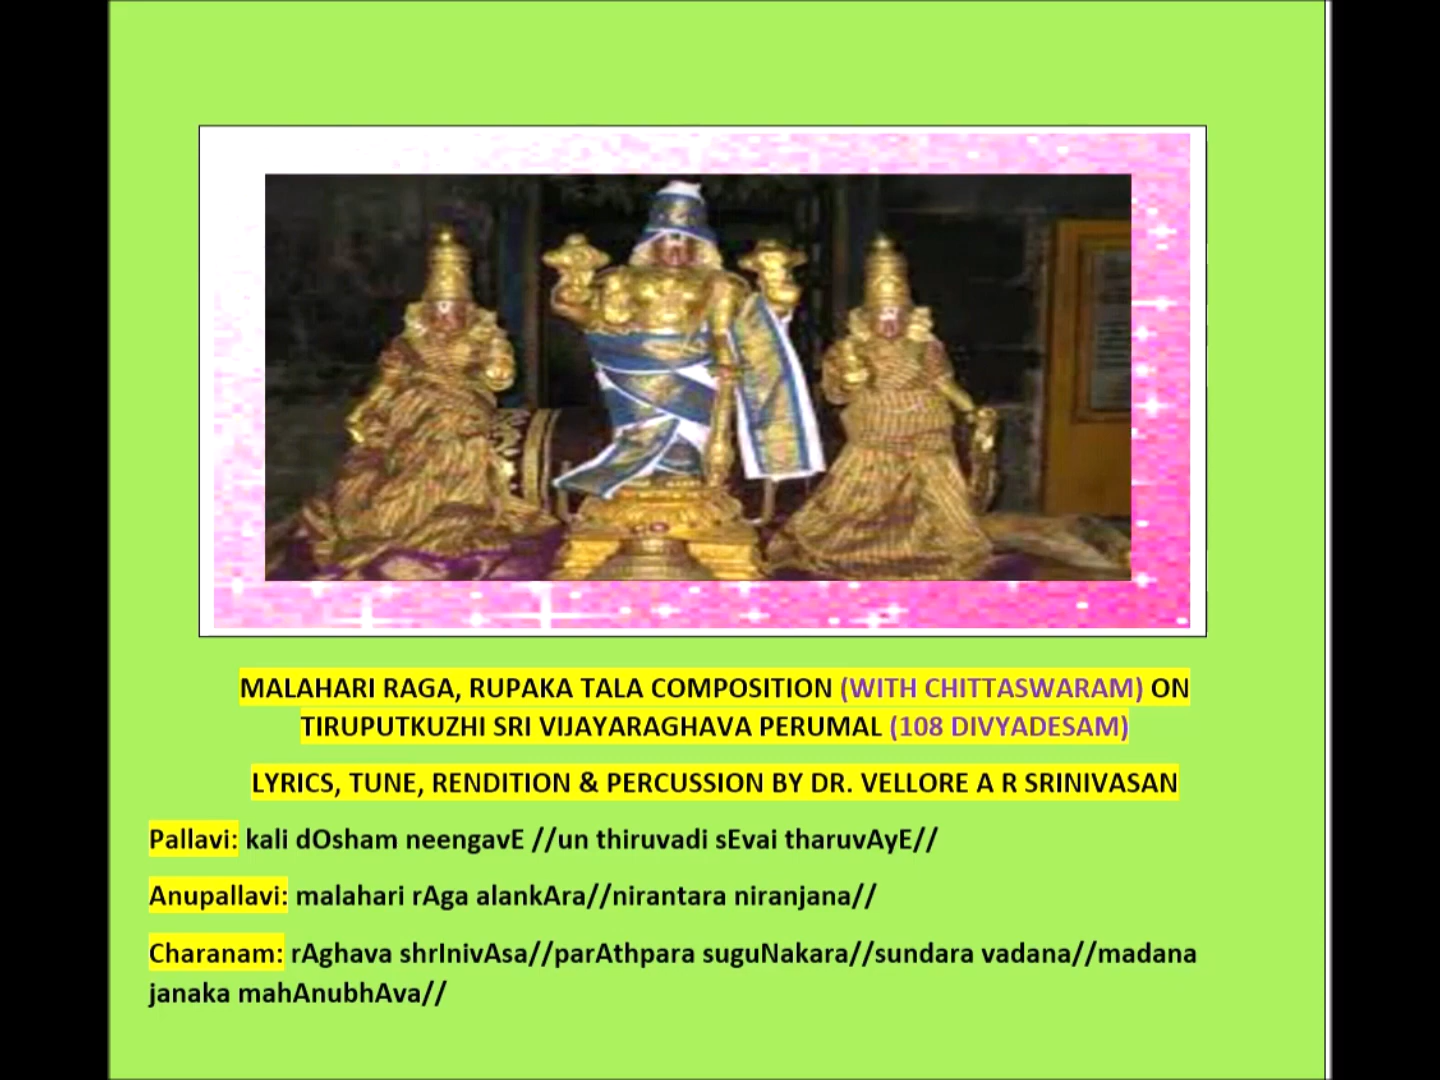 MALAHARI RAGA, RUPAKA TALA COMPOSITION (WITH CHITTASWARAM) ON
TIRUPUTKUZHI SRI VIJAYARAGHAVA PERUMAL (108 DIVYADESAM)
LYRICS, TUNE, RENDITION & PERCUSSION BY DR. VELLORE A R SRINIVASAN
Pallavi: kali dOsham neengavE //un thiruvadi sEvai tharuvAyE//
Anupallavi: malahari rAga alankAra//nirantara niranjana//
Charanam: rAghava shrInivAsa//parAthpara suguNakara//sundara vadana//madana
janaka mahAnubhAva//